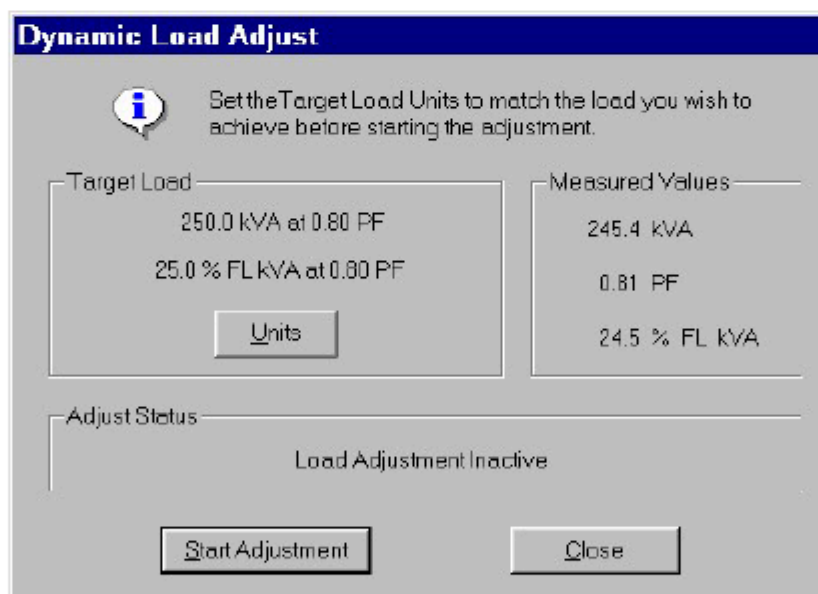 Dynamic Load Adjust
Set the Target Load Units to match the load you wish to
achieve before starting the adjustment.
Target Load
250.0 kVA at 0.80 PF
25.0 % FL kVA at 0.80 PF
Units
Measured Values
245.4 kVA
0.81 PF
24.5 % FL kVA
Adjust Status
Load Adjustment Inactive
Start Adjustment
Close